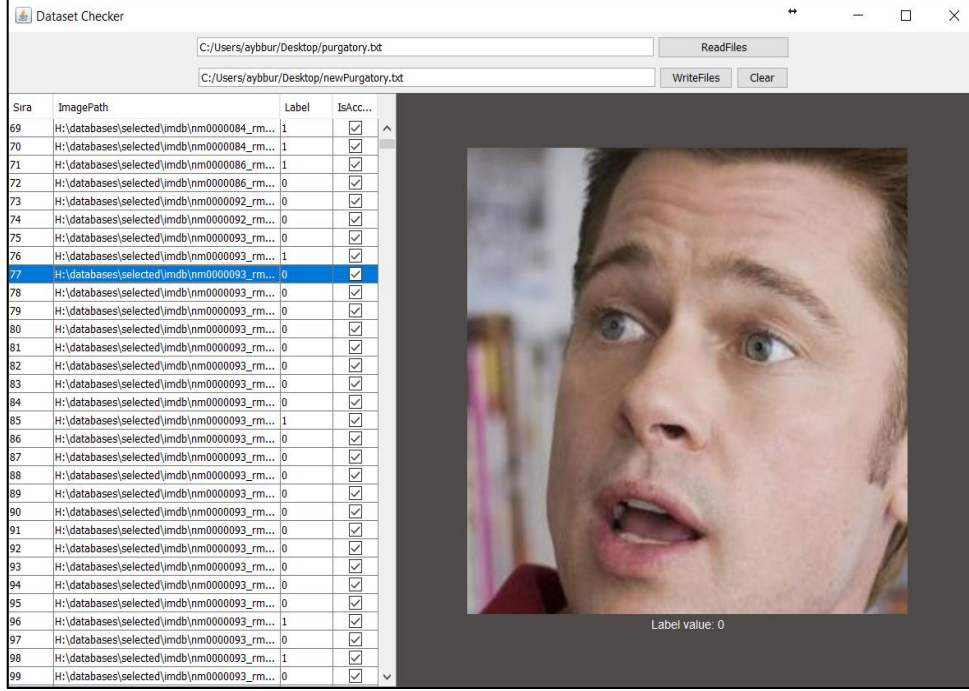 Dataset Checker
C:/Users/aybbur/Desktop/purgatory.txt ReadFiles
C:/Users/aybbur/Desktop/newPurgatory.txt WriteFiles Clear
Sıra ImagePath Label IsAcc...
69 H:\databases\selected\imdb\nm0000084_rm... 1
70 H:\databases\selected\imdb\nm0000084_rm... 1
71 H:\databases\selected\imdb\nm0000086_rm... 1
72 H:\databases\selected\imdb\nm0000086_rm... 0
73 H:\databases\selected\imdb\nm0000092_rm... 0
74 H:\databases\selected\imdb\nm0000092_rm... 0
75 H:\databases\selected\imdb\nm0000093_rm... 0
76 H:\databases\selected\imdb\nm0000093_rm... 1
77 H:\databases\selected\imdb\nm0000093_rm... 0
78 H:\databases\selected\imdb\nm0000093_rm... 0
79 H:\databases\selected\imdb\nm0000093_rm... 0
80 H:\databases\selected\imdb\nm0000093_rm... 0
81 H:\databases\selected\imdb\nm0000093_rm... 0
82 H:\databases\selected\imdb\nm0000093_rm... 0
83 H:\databases\selected\imdb\nm0000093_rm... 0
84 H:\databases\selected\imdb\nm0000093_rm... 0
85 H:\databases\selected\imdb\nm0000093_rm... 1
86 H:\databases\selected\imdb\nm0000093_rm... 0
87 H:\databases\selected\imdb\nm0000093_rm... 0
88 H:\databases\selected\imdb\nm0000093_rm... 0
89 H:\databases\selected\imdb\nm0000093_rm... 0
90 H:\databases\selected\imdb\nm0000093_rm... 0
91 H:\databases\selected\imdb\nm0000093_rm... 0
92 H:\databases\selected\imdb\nm0000093_rm... 0
93 H:\databases\selected\imdb\nm0000093_rm... 0
94 H:\databases\selected\imdb\nm0000093_rm... 0
95 H:\databases\selected\imdb\nm0000093_rm... 0
96 H:\databases\selected\imdb\nm0000093_rm... 1
97 H:\databases\selected\imdb\nm0000093_rm... 0
98 H:\databases\selected\imdb\nm0000093_rm... 1
99 H:\databases\selected\imdb\nm0000093_rm... 0
Label value: 0